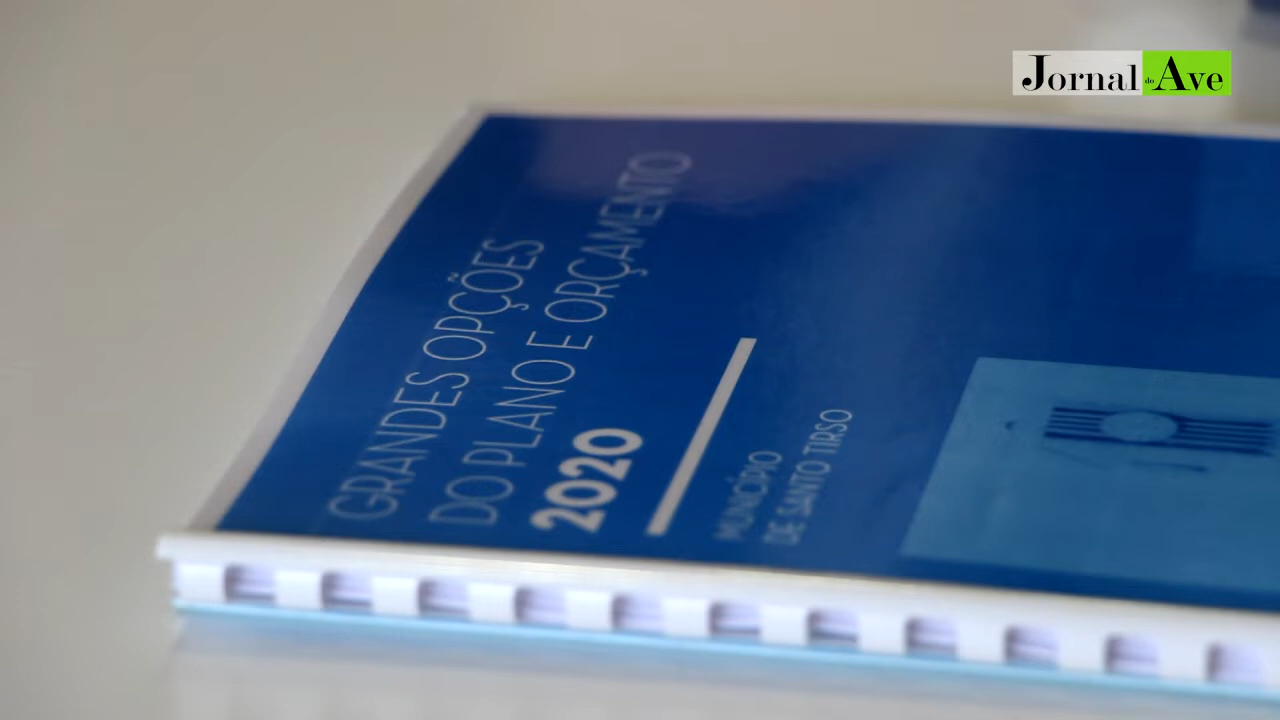 Jornal do Ave
GRANDES OPÇÕES
DO PLANO E ORÇAMENTO
2020
MUNICÍPIO
DE SANTO TIRSO